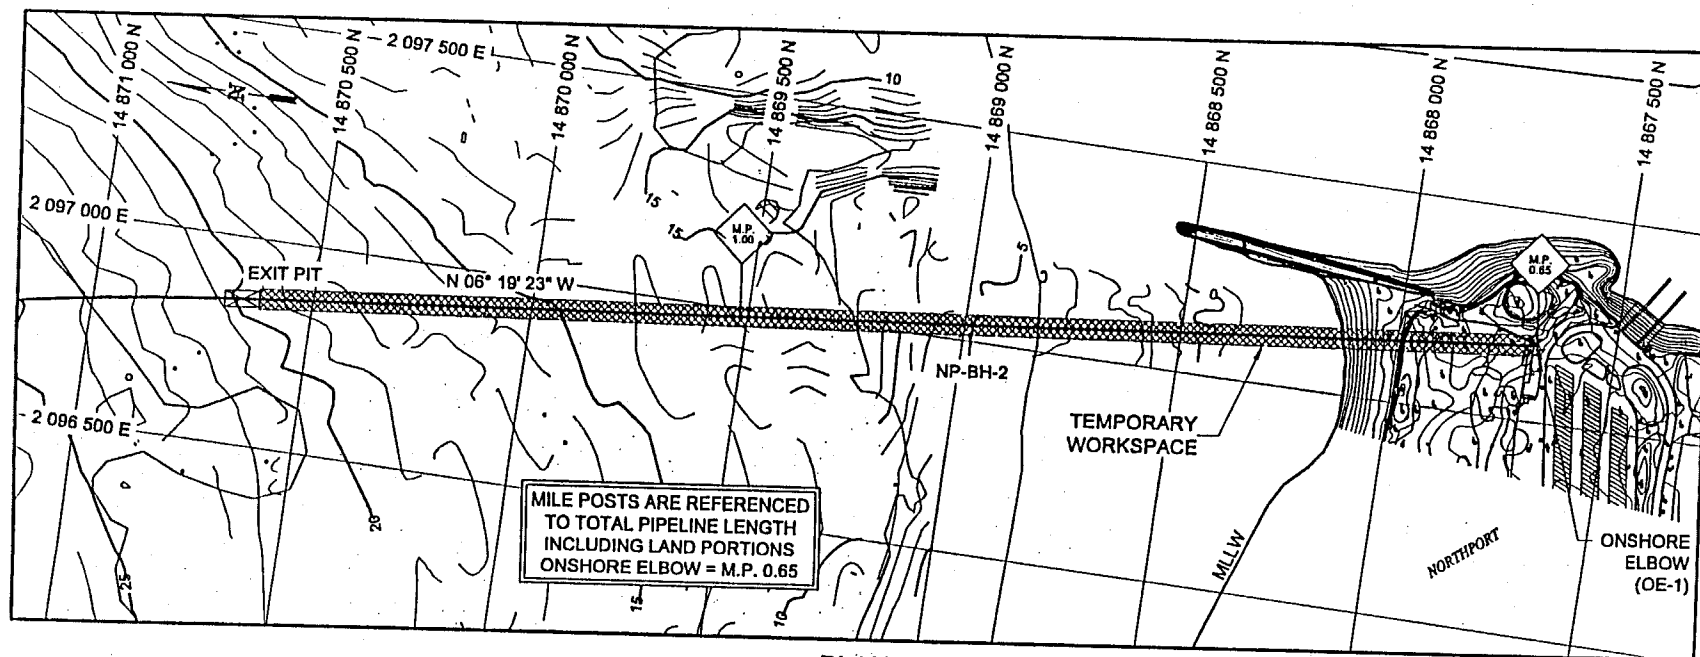 2 097 500 E
14 871 000 N
14 870 500 N
14 870 000 N
14 869 500 N
14 869 000 N
14 868 500 N
14 868 000 N
14 867 500 N
10
15
15
5
2 097 000 E
M.P.
1.00
M.P.
0.65
EXIT PIT
N 06° 19' 23" W
NP-BH-2
2 096 500 E
TEMPORARY
WORKSPACE
MILE POSTS ARE REFERENCED
TO TOTAL PIPELINE LENGTH
INCLUDING LAND PORTIONS
ONSHORE ELBOW = M.P. 0.65
20
25
15
10
MLLW
NORTHPORT
ONSHORE
ELBOW
(OE-1)